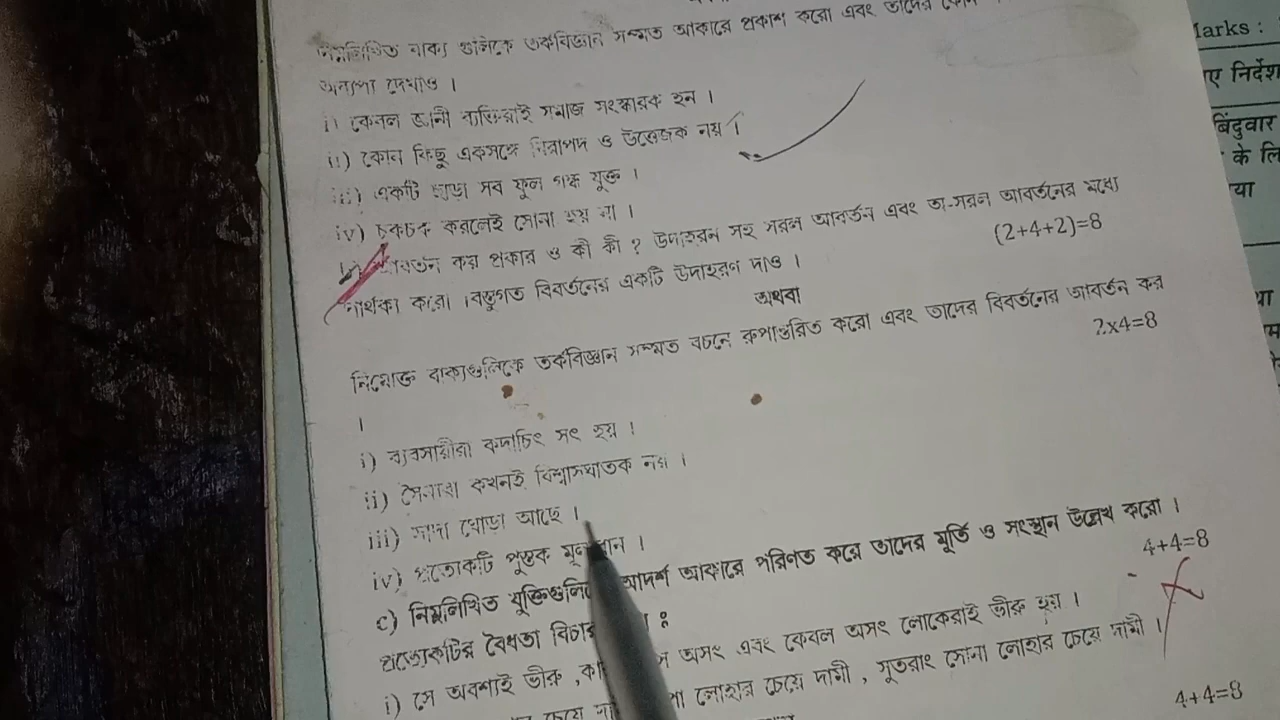 বাক্য গুলিকে তর্কবিজ্ঞান সম্মত আকারে প্রকাশ করো এবং তাদের
দেখাও ।
i) কেবল জ্ঞানী ব্যক্তিরাই সমাজ সংস্কারক হন ।
ii) কোন কিছু একসঙ্গে নিরাপদ ও উত্তেজক নয় ।
iii) একটি ছাড়া সব ফুল গন্ধ যুক্ত ।
iv) চকচক করলেই সোনা হয় না ।
কয় প্রকার ও কী কী ? উদাহরন সহ সরল আবর্তন এবং অ-সরল আবর্তনের মধ্যে
পার্থক্য করো । বস্তুগত বিবর্তনের একটি উদাহরণ দাও ।
(2+4+2)=8
অথবা
নিম্নোক্ত বাক্যগুলিকে তর্কবিজ্ঞান সম্মত বচনে রুপান্তরিত করো এবং তাদের বিবর্তনের আবর্তন কর
।
2x4=8
i) ব্যবসায়ীরা কদাচিৎ সৎ হয় ।
ii) সৈন্যরা কখনই বিশ্বাসঘাতক নয় ।
iii) সাদা ঘোড়া আছে ।
iv) প্রত্যেকটি পুস্তক
c) নিম্নলিখিত আদর্শ আকারে পরিণত করে তাদের মূর্তি ও সংস্থান উল্লেখ করো ।
প্রত্যেকটির বৈধতা :
4+4=8
i) সে অবশ্যই ভীরু , অসৎ এবং কেবল অসৎ লোকেরাই ভীরু হয় ।
চেয়ে লোহার চেয়ে দামী , সুতরাং সোনা লোহার চেয়ে দামী ।
4+4=8
Marks :
बिंदुवार
के लि